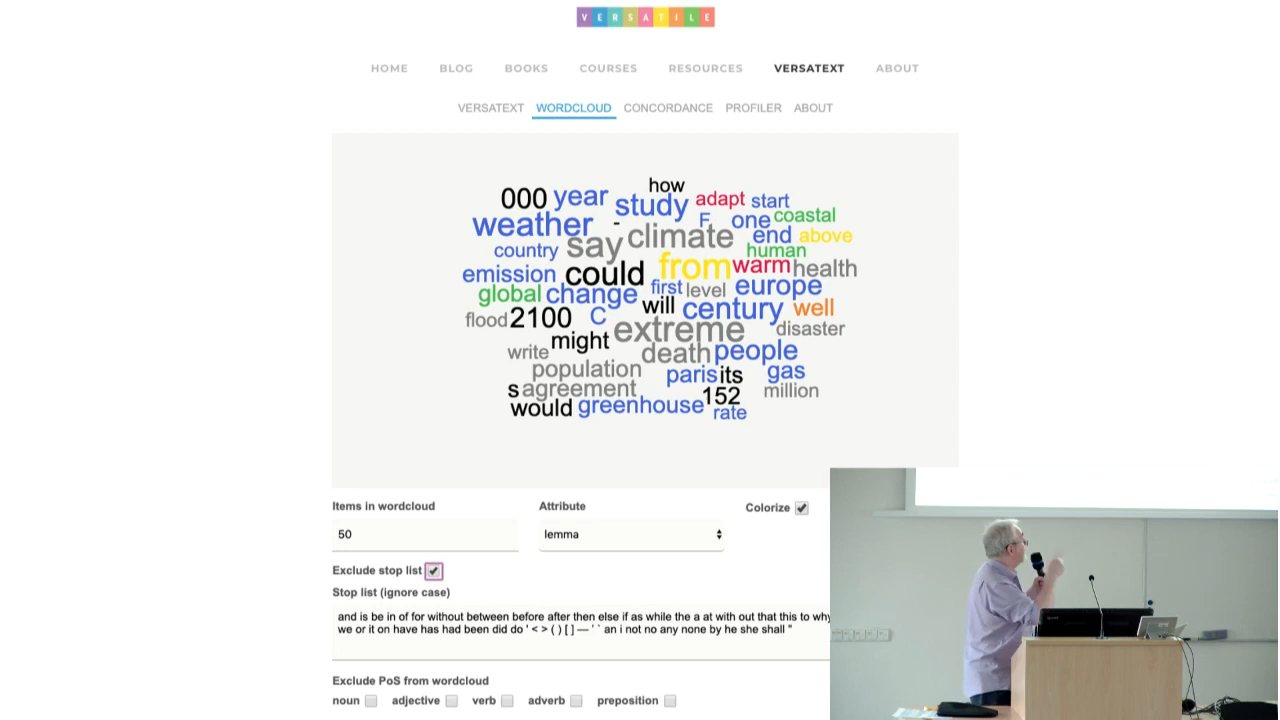 VERSATILE
HOME BLOG BOOKS COURSES RESOURCES VERSATEXT ABOUT
VERSATEXT WORDCLOUD CONCORDANCE PROFILER ABOUT
how
000 year study adapt start
weather - F one coastal
say climate end above
country human
emission could from warm health
global change first level europe
flood 2100 C will century well
might extreme disaster
write death people
population paris its gas
s agreement 152 million
would greenhouse rate
Items in wordcloud Attribute Colorize
50 lemma
Exclude stop list
Stop list (ignore case)
and is be in of for without between before after then else if as while the a at with out that this to why
we or it on have has had been did do ' < > ( ) [ ] — ' ` an i not no any none by he she shall "
Exclude PoS from wordcloud
noun adjective verb adverb preposition